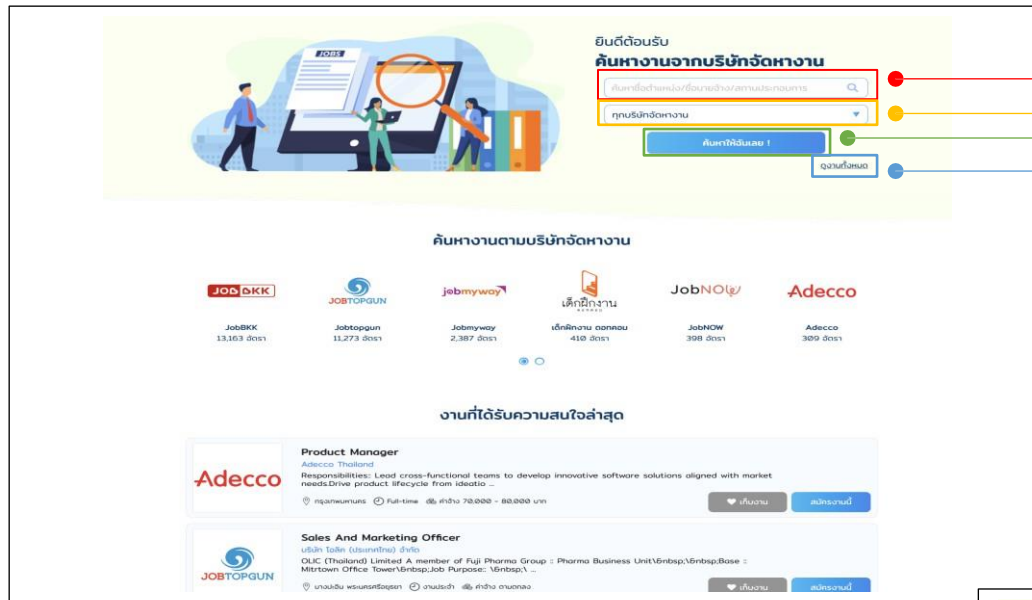 JOBS
ยินดีต้อนรับ
ค้นหางานจากบริษัทจัดหางาน
ค้นหาชื่อตำแหน่ง/ชื่อนายจ้าง/สถานประกอบการ
ทุกบริษัทจัดหางาน
ค้นหาให้ฉันเลย !
ดูงานทั้งหมด
ค้นหางานตามบริษัทจัดหางาน
JOBBKK
JOBTOPGUN
jobmyway
เด็กฝึกงาน
JobNOW
Adecco
JobBKK
Jobtopgun
Jobmyway
เด็กฝึกงาน ดอทคอม
JobNOW
Adecco
13,163 อัตรา
11,273 อัตรา
2,387 อัตรา
410 อัตรา
398 อัตรา
309 อัตรา
งานที่ได้รับความสนใจล่าสุด
Adecco
Product Manager
Adecco Thailand
Responsibilities: Lead cross-functional teams to develop innovative software solutions aligned with market
needs.Drive product lifecycle from ideatio ...
กรุงเทพมหานคร Full-time ค่าจ้าง 70,000 - 80,000 บาท
เก็บงาน
สมัครงานนี้
JOBTOPGUN
Sales And Marketing Officer
บริษัท โอลิค (ประเทศไทย) จำกัด
OLIC (Thailand) Limited A member of Fuji Pharma Group :: Pharma Business Unit\&nbsp;\&nbsp;Base ::
Mitrtown Office Tower\&nbsp;Job Purpose:: \&nbsp;\ ...
บางปะอิน พระนครศรีอยุธยา งานประจำ ค่าจ้าง ตามตกลง
เก็บงาน
สมัครงานนี้